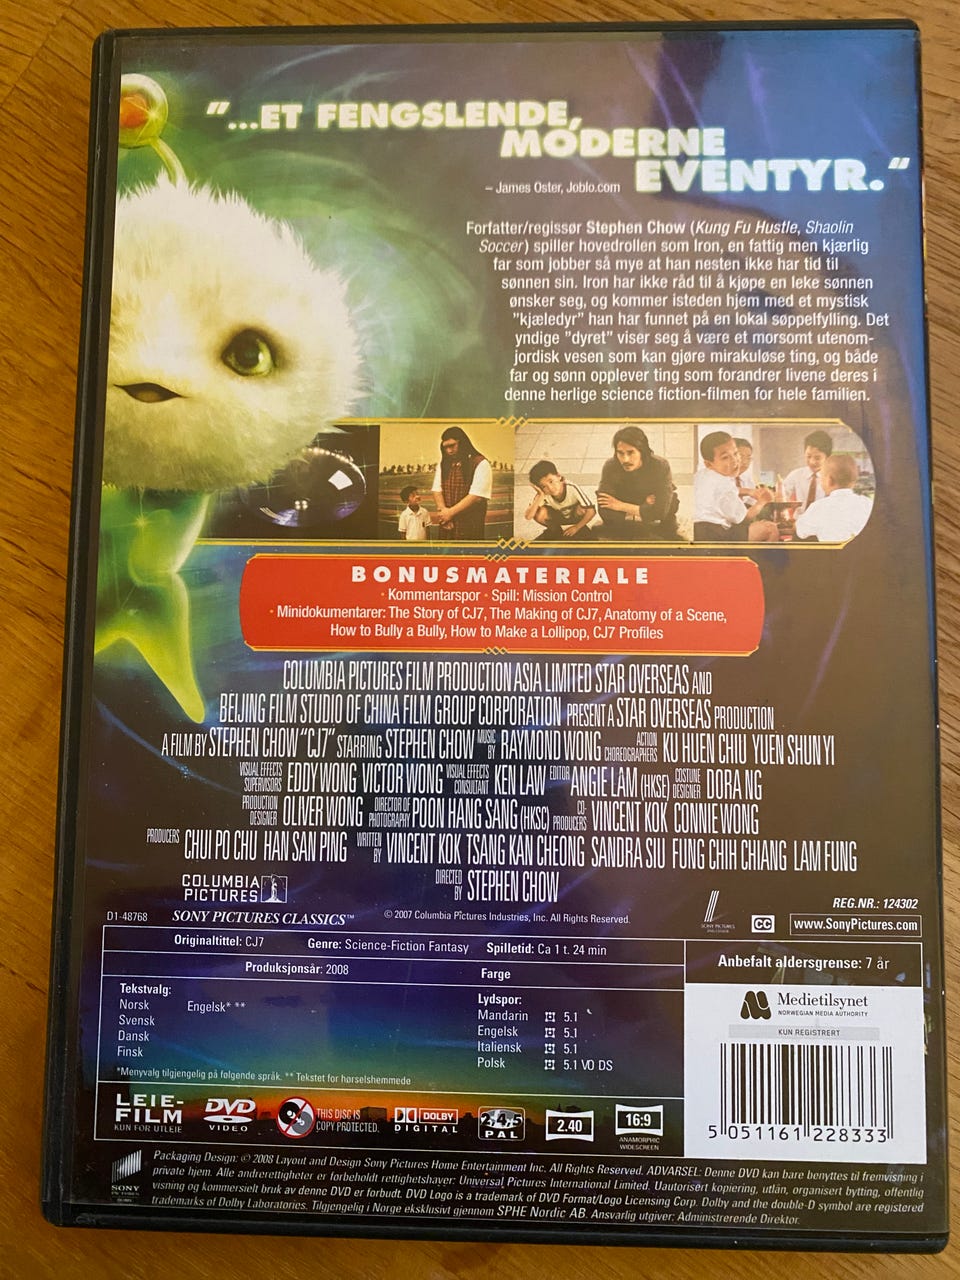 "...ET FENGSLENDE,
MODERNE
EVENTYR."
– James Oster, Joblo.com
Forfatter/regissør Stephen Chow (Kung Fu Hustle, Shaolin
Soccer) spiller hovedrollen som Iron, en fattig men kjærlig
far som jobber så mye at han nesten ikke har tid til
sønnen sin. Iron har ikke råd til å kjøpe en leke sønnen
ønsker seg, og kommer isteden hjem med et mystisk
"kjæledyr" han har funnet på en lokal søppelfylling. Det
yndige "dyret" viser seg å være et morsomt utenom-
jordisk vesen som kan gjøre mirakuløse ting, og både
far og sønn opplever ting som forandrer livene deres i
denne herlige science fiction-filmen for hele familien.
BONUSMATERIALE
• Kommentarspor • Spill: Mission Control
• Minidokumentarer: The Story of CJ7, The Making of CJ7, Anatomy of a Scene,
How to Bully a Bully, How to Make a Lollipop, CJ7 Profiles
COLUMBIA PICTURES FILM PRODUCTION ASIA LIMITED STAR OVERSEAS AND
BEIJING FILM STUDIO OF CHINA FILM GROUP CORPORATION PRESENT A STAR OVERSEAS PRODUCTION
A FILM BY STEPHEN CHOW "CJ7" STARRING STEPHEN CHOW MUSIC BY RAYMOND WONG ACTION CHOREOGRAPHERS KU HUEN CHIU YUEN SHUN YI
VISUAL EFFECTS SUPERVISORS EDDY WONG VICTOR WONG VISUAL EFFECTS CONSULTANT KEN LAW EDITOR ANGIE LAM (HKSE) COSTUME DESIGNER DORA NG
PRODUCTION DESIGNER OLIVER WONG DIRECTOR OF PHOTOGRAPHY POON HANG SANG (HKSC) CO-PRODUCERS VINCENT KOK CONNIE WONG
PRODUCERS CHUI PO CHU HAN SAN PING WRITTEN BY VINCENT KOK TSANG KAN CHEONG SANDRA SIU FUNG CHIH CHIANG LAM FUNG
DIRECTED BY STEPHEN CHOW
COLUMBIA
PICTURES
REG.NR.: 124302
D1-48768 SONY PICTURES CLASSICS™ © 2007 Columbia Pictures Industries, Inc. All Rights Reserved. SONY PICTURES CC www.SonyPictures.com
Originaltittel: CJ7 Genre: Science-Fiction Fantasy Spilletid: Ca 1 t. 24 min
Produksjonsår: 2008 Farge
Anbefalt aldersgrense: 7 år
Tekstvalg:
Norsk Engelsk* **
Svensk
Dansk
Finsk
Lydspor:
Mandarin 5.1
Engelsk 5.1
Italiensk 5.1
Polsk 5.1 VO DS
*Menyvalg tilgjengelig på følgende språk. ** Tekstet for hørselshemmede
Medietilsynet
NORWEGIAN MEDIA AUTHORITY
KUN REGISTRERT
5 051161 228333
LEIE-
FILM
KUN FOR UTLEIE
DVD
VIDEO
THIS DISC IS
COPY PROTECTED.
DOLBY
DIGITAL
2·4·5
PAL
2.40
16:9
ANAMORPHIC
WIDESCREEN
SONY
PICTURES
Packaging Design: © 2008 Layout and Design Sony Pictures Home Entertainment Inc. All Rights Reserved. ADVARSEL: Denne DVD kan bare benyttes til fremvisning i
private hjem. Alle andrerettigheter er forbeholdt rettighetshaver: Universal Pictures International Limited. Uautorisert kopiering, utlån, organisert bytting, offentlig
visning og kommersielt bruk av denne DVD er forbudt. DVD Logo is a trademark of DVD Format/Logo Licensing Corp. Dolby and the double-D symbol are registered
trademarks of Dolby Laboratories. Tilgjengelig i Norge eksklusivt gjennom SPHE Nordic AB. Ansvarlig utgiver: Administrerende Direktor.